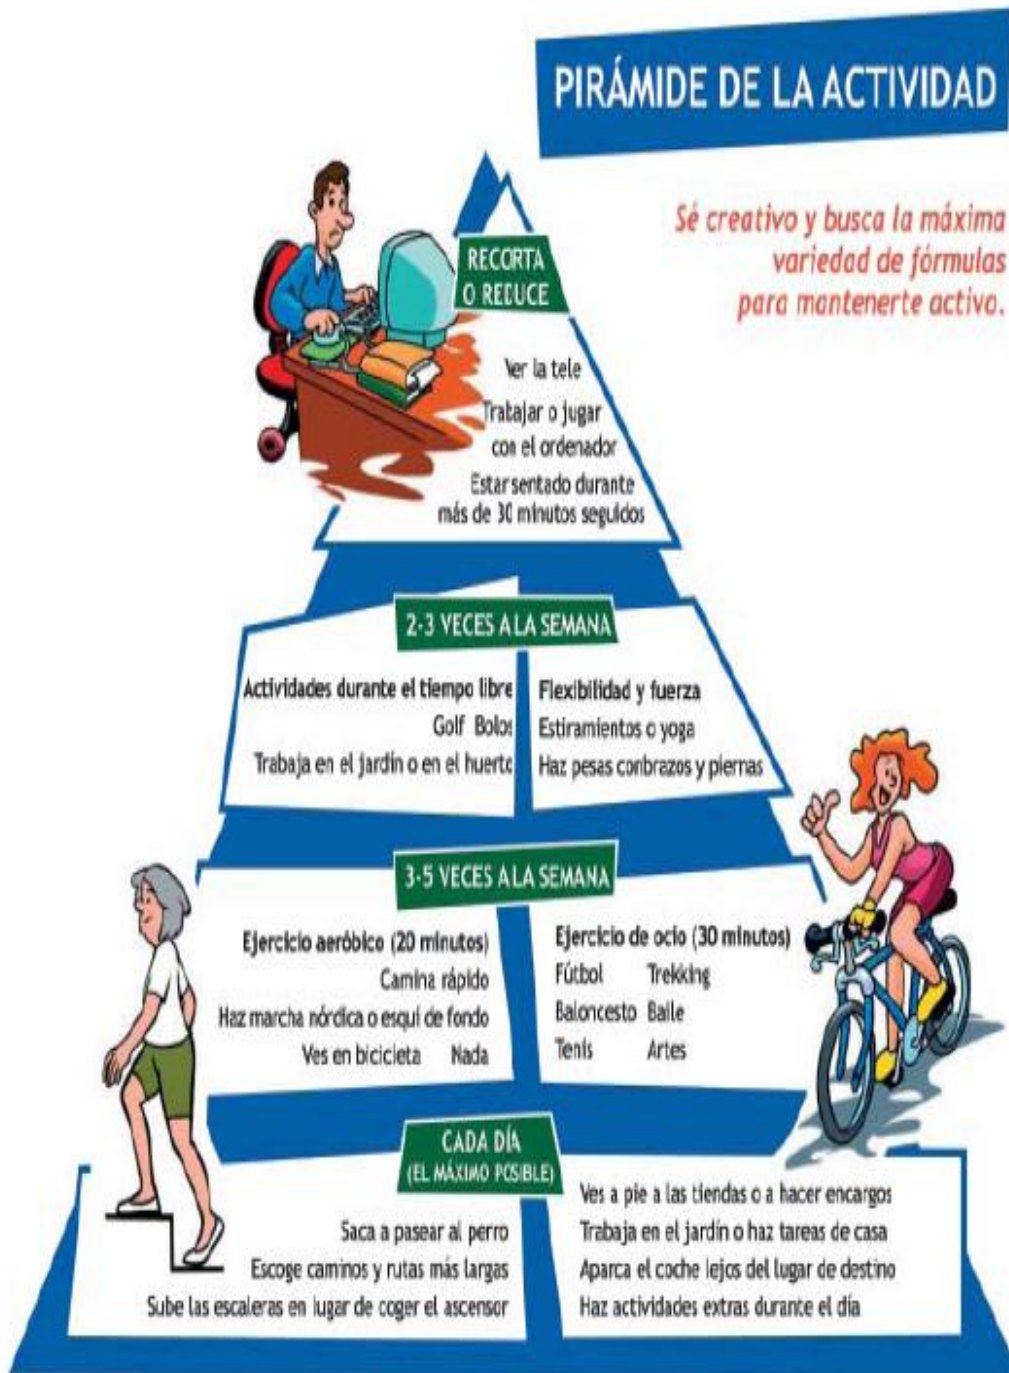 PIRÁMIDE DE LA ACTIVIDAD
Sé creativo y busca la máxima
variedad de fórmulas
para mantenerte activo.
RECORTA
O REDUCE
Ver la tele
Trabajar o jugar
con el ordenador
Estar sentado durante
más de 30 minutos seguidos
2-3 VECES A LA SEMANA
Actividades durante el tiempo libre
Golf Bolos
Trabaja en el jardín o en el huerto
Flexibilidad y fuerza
Estiramientos o yoga
Haz pesas conbrazos y piernas
3-5 VECES A LA SEMANA
Ejercicio aeróbico (20 minutos)
Camina rápido
Haz marcha nórdica o esquí de fondo
Ves en bicicleta Nada
Ejercicio de ocio (30 minutos)
Fútbol Trekking
Baloncesto Baile
Tenis Artes
CADA DÍA
(EL MÁXIMO POSIBLE)
Saca a pasear al perro
Escoge caminos y rutas más largas
Sube las escaleras en lugar de coger el ascensor
Ves a pie a las tiendas o a hacer encargos
Trabaja en el jardín o haz tareas de casa
Aparca el coche lejos del lugar de destino
Haz actividades extras durante el día